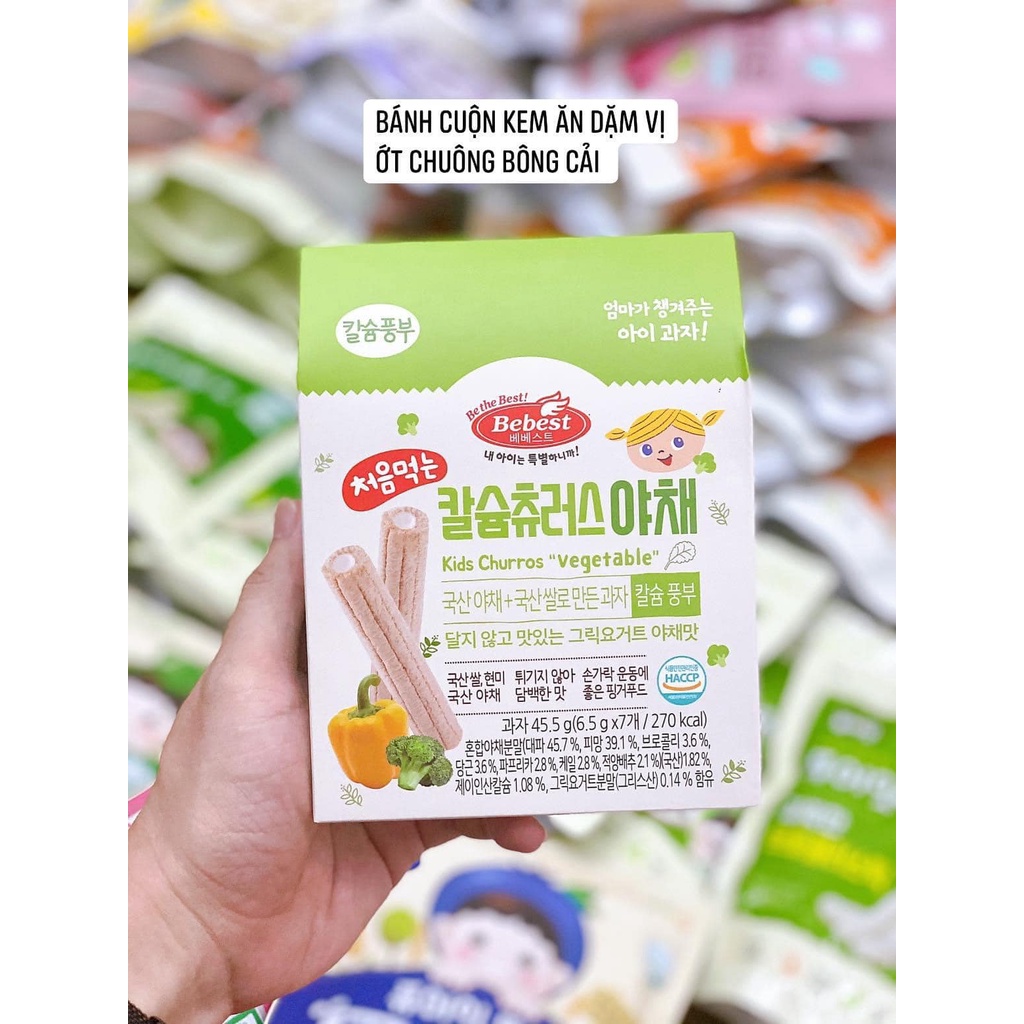 BÁNH CUỘN KEM ĂN DẶM VỊ
ỚT CHUÔNG BÔNG CẢI
칼슘풍부
엄마가 챙겨주는
아이 과자!
Be the Best!
Bebest
베베스트
내 아이는 특별하니까!
처음먹는
칼슘츄러스야채
Kids Churros "vegetable"
국산 야채+국산 쌀로 만든 과자 칼슘 풍부
달지 않고 맛있는 그릭요거트 야채맛
국산 쌀, 현미 튀기지 않아 손가락 운동에
국산 야채 담백한 맛 좋은 핑거푸드
HACCP
과자 45.5 g(6.5 g x7개 / 270 kcal)
혼합야채분말(대파 45.7 %, 피망 39.1 %, 브로콜리 3.6 %,
당근 3.6 %, 파프리카 2.8 %, 케일 2.8 %, 적양배추 2.1 %)(국산)1.82 %,
제이인산칼슘 1.08 %, 그릭요거트분말(그리스산) 0.14 % 함유